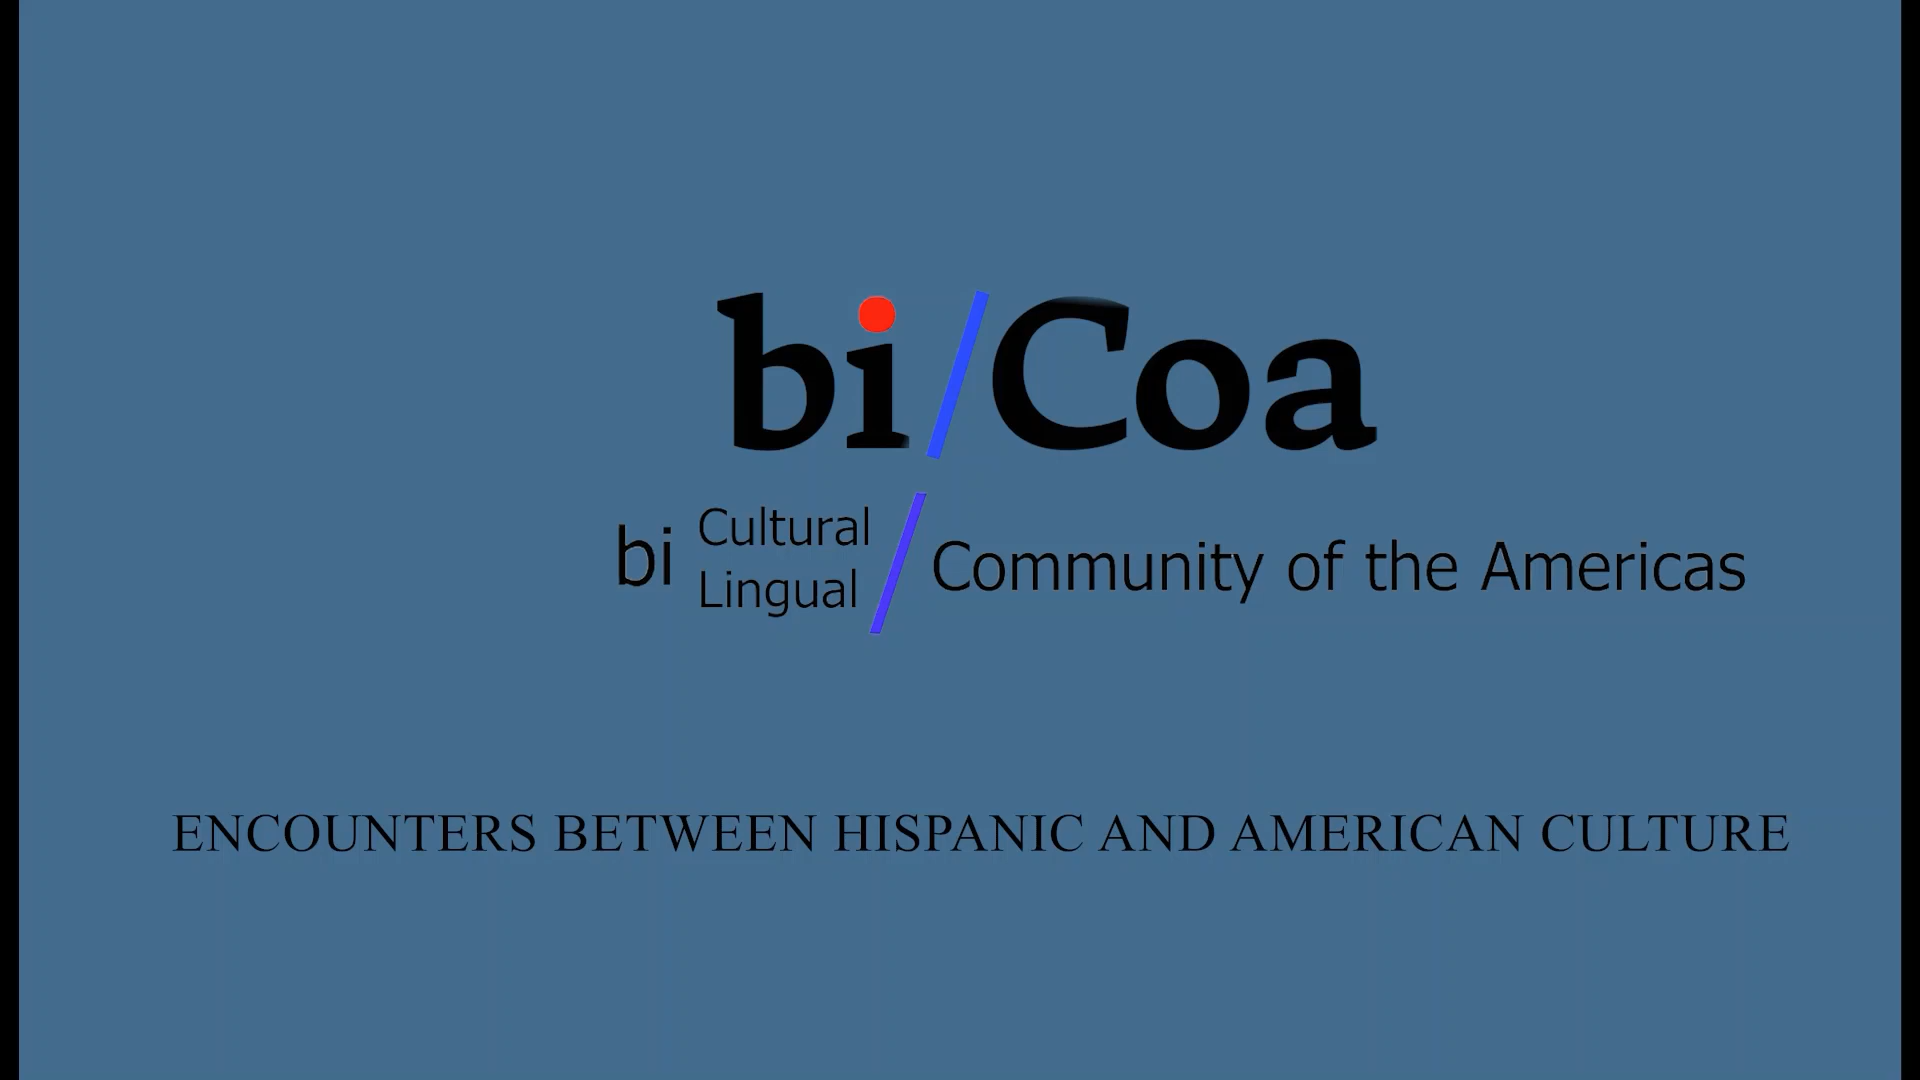 bi/Coa
bi Cultural Lingual / Community of the Americas
ENCOUNTERS BETWEEN HISPANIC AND AMERICAN CULTURE